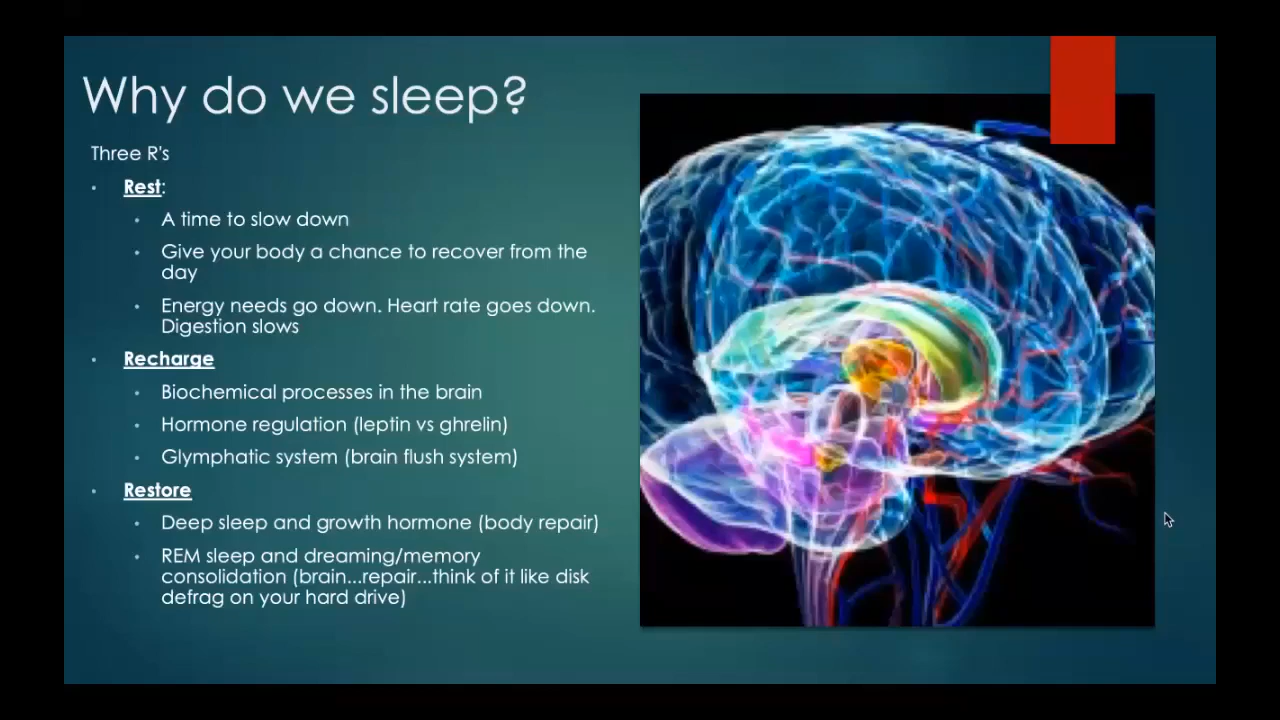 Why do we sleep?
Three R's
• Rest:
• A time to slow down
• Give your body a chance to recover from the
day
• Energy needs go down. Heart rate goes down.
Digestion slows
• Recharge
• Biochemical processes in the brain
• Hormone regulation (leptin vs ghrelin)
• Glymphatic system (brain flush system)
• Restore
• Deep sleep and growth hormone (body repair)
• REM sleep and dreaming/memory
consolidation (brain...repair...think of it like disk
defrag on your hard drive)